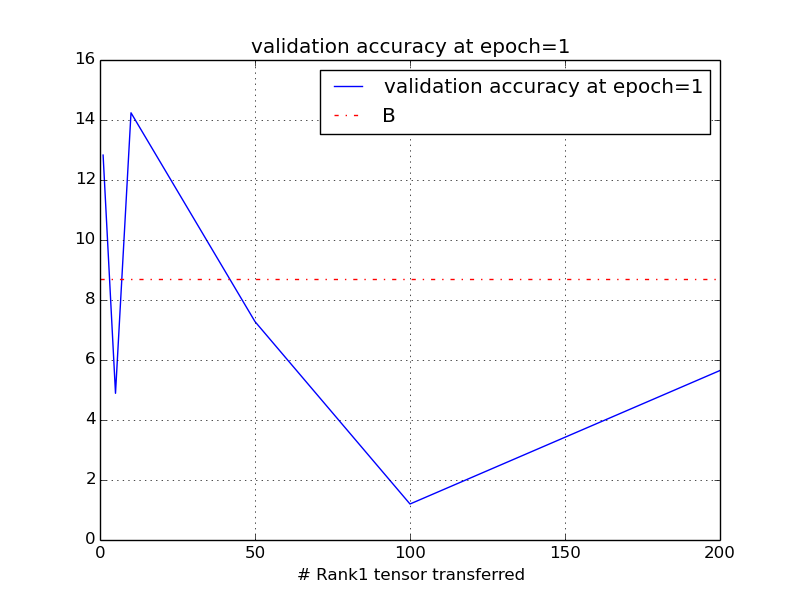 validation accuracy at epoch=1
validation accuracy at epoch=1
B
16
14
12
10
8
6
4
2
0
0 50 100 150 200
# Rank1 tensor transferred